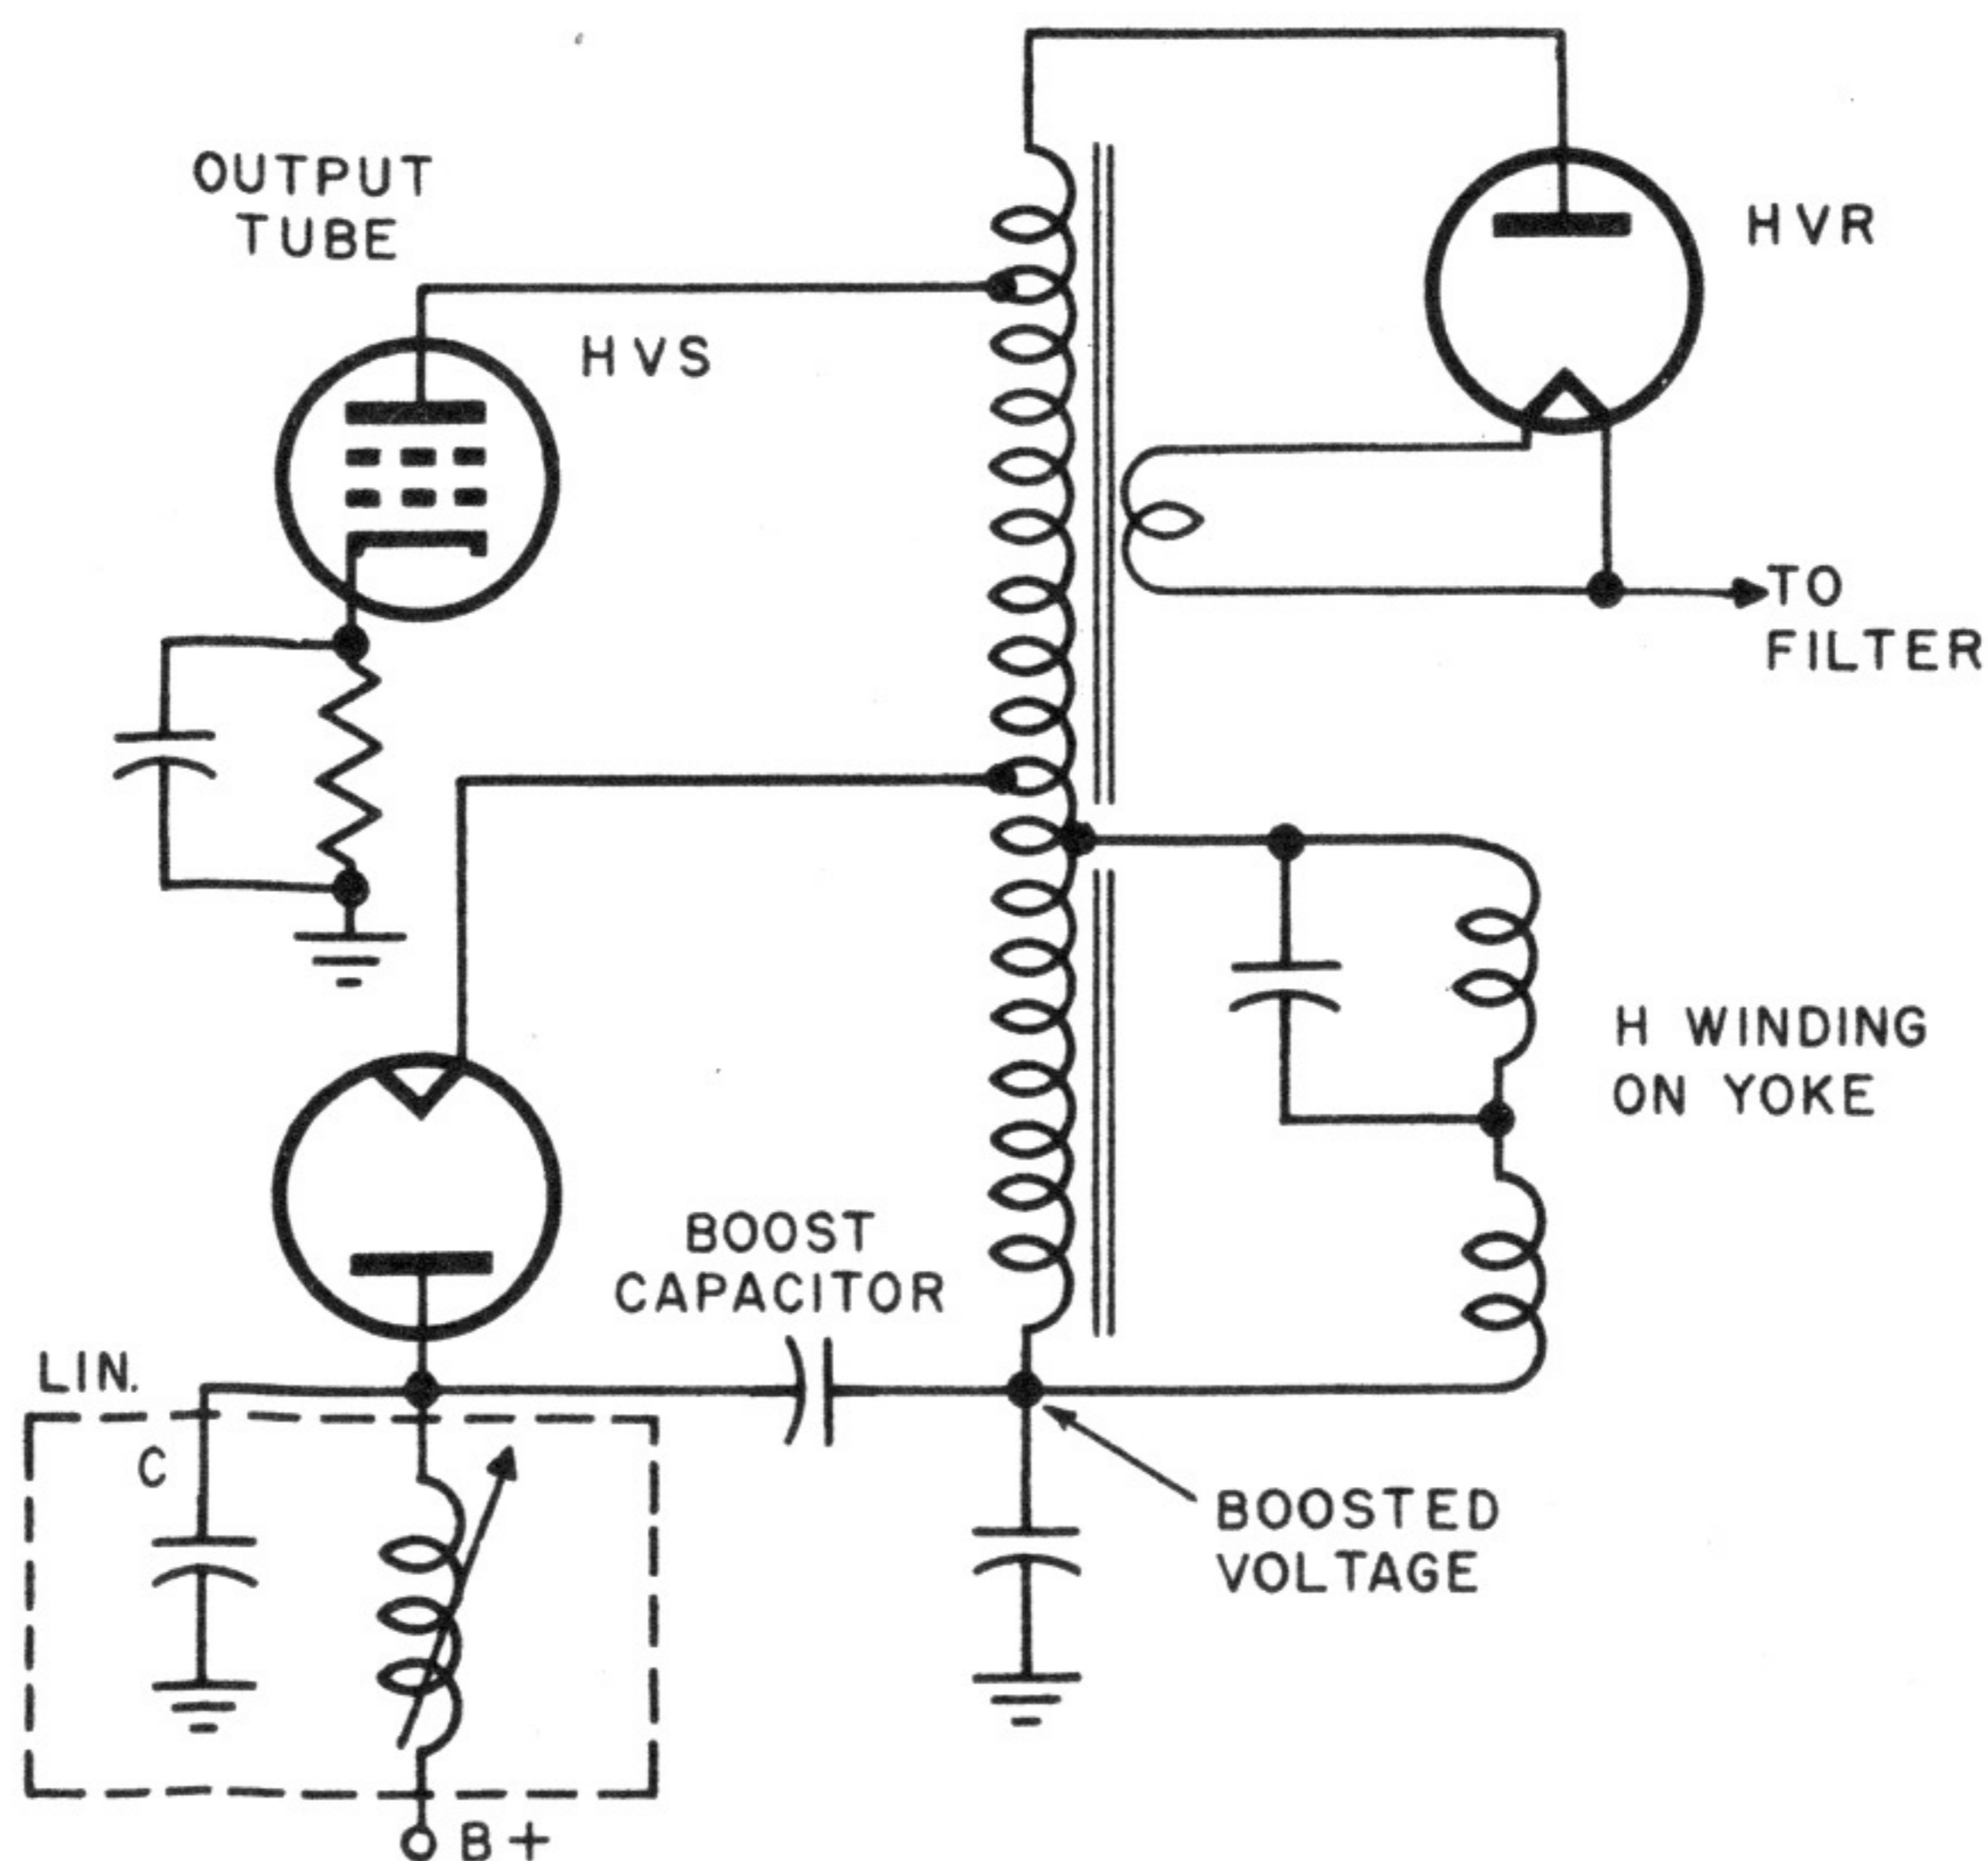 OUTPUT
TUBE
HVS
HVR
TO
FILTER
H WINDING
ON YOKE
BOOST
CAPACITOR
LIN.
C
BOOSTED
VOLTAGE
B+